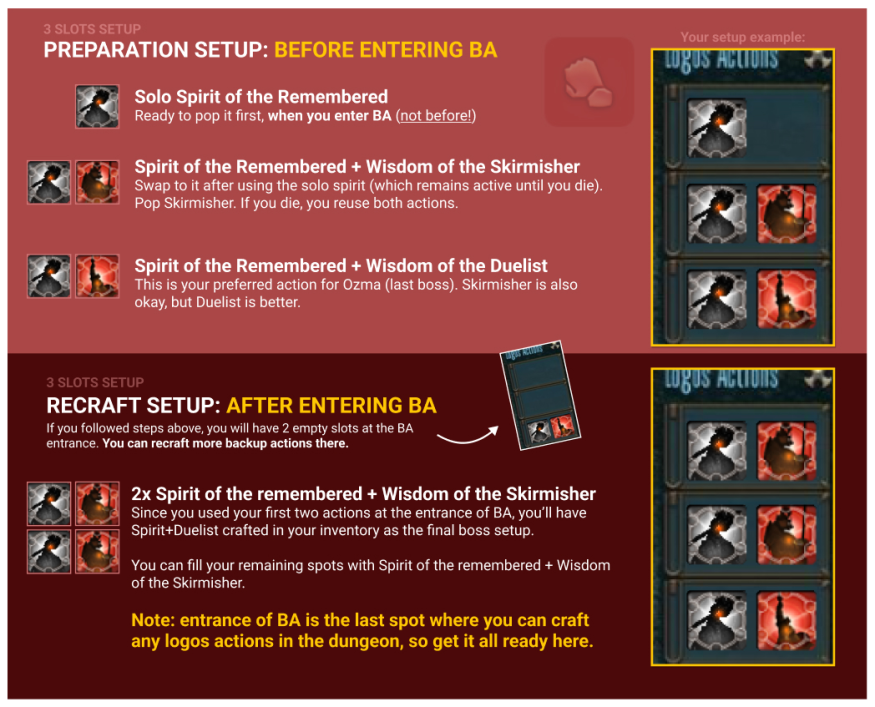 3 SLOTS SETUP
PREPARATION SETUP: BEFORE ENTERING BA
Your setup example:
Logos Actions
Solo Spirit of the Remembered
Ready to pop it first, when you enter BA (not before!)
Spirit of the Remembered + Wisdom of the Skirmisher
Swap to it after using the solo spirit (which remains active until you die).
Pop Skirmisher. If you die, you reuse both actions.
Spirit of the Remembered + Wisdom of the Duelist
This is your preferred action for Ozma (last boss). Skirmisher is also
okay, but Duelist is better.
3 SLOTS SETUP
RECRAFT SETUP: AFTER ENTERING BA
If you followed steps above, you will have 2 empty slots at the BA
entrance. You can recraft more backup actions there.
Logos Actions
Logos Actions
2x Spirit of the remembered + Wisdom of the Skirmisher
Since you used your first two actions at the entrance of BA, you'll have
Spirit+Duelist crafted in your inventory as the final boss setup.
You can fill your remaining spots with Spirit of the remembered + Wisdom
of the Skirmisher.
Note: entrance of BA is the last spot where you can craft
any logos actions in the dungeon, so get it all ready here.